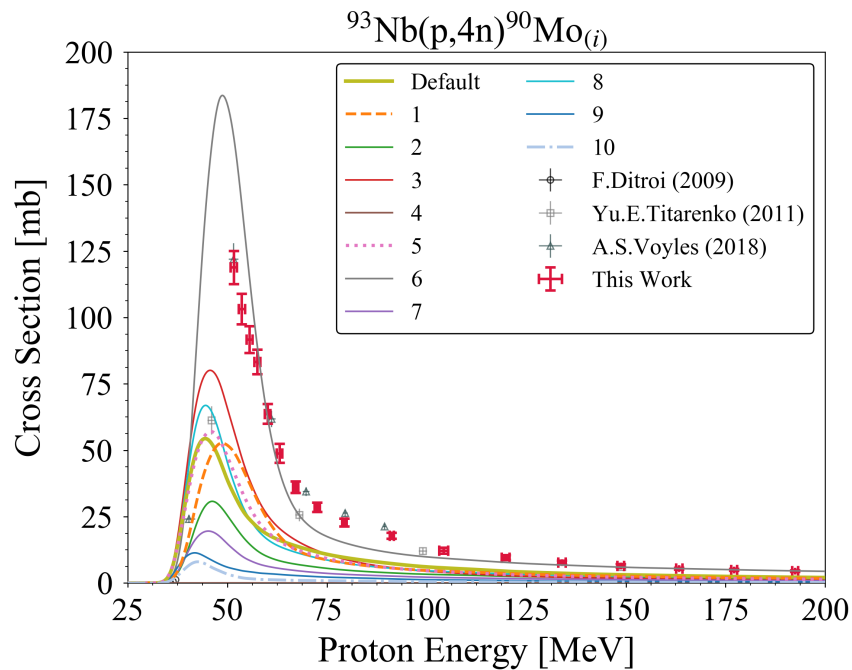 ⁹³Nb(p,4n)⁹⁰Mo₍ᵢ₎
200
175
150
125
100
75
50
25
0
Cross Section [mb]
Default
1
2
3
4
5
6
7
8
9
10
F.Ditroi (2009)
Yu.E.Titarenko (2011)
A.S.Voyles (2018)
This Work
25 50 75 100 125 150 175 200
Proton Energy [MeV]